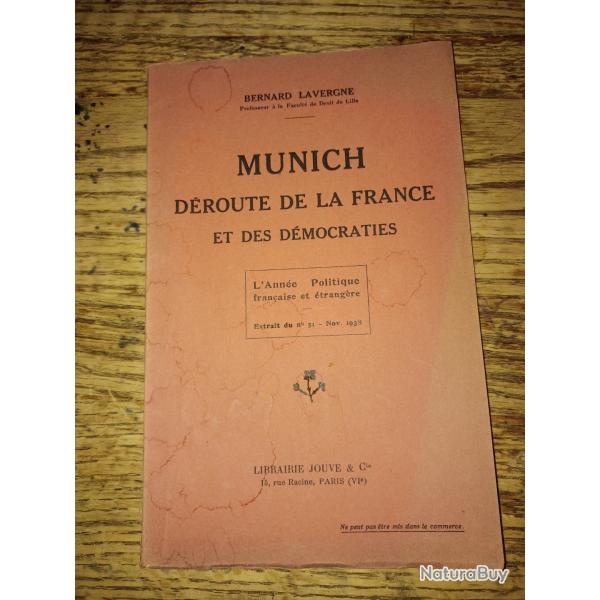 BERNARD LAVERGNE
Professeur à la Faculté de Droit de Lille
MUNICH
DÉROUTE DE LA FRANCE
ET DES DÉMOCRATIES
L'Année Politique
française et étrangère
Extrait du nº 31 - Nov. 1938
LIBRAIRIE JOUVE & Cie
15, rue Racine, PARIS (VIe)
Ne peut pas être mis dans le commerce.
NaturaBuy